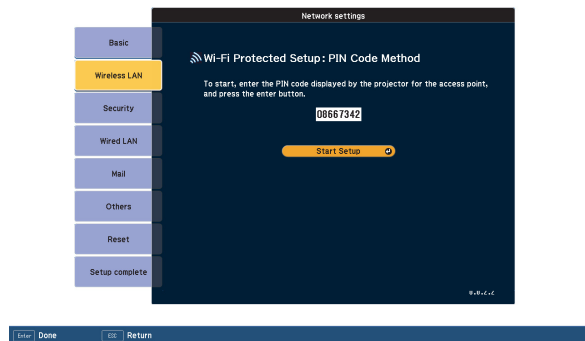 Network settings
Basic
Wireless LAN
Security
Wired LAN
Mail
Others
Reset
Setup complete
Wi-Fi Protected Setup: PIN Code Method
To start, enter the PIN code displayed by the projector for the access point,
and press the enter button.
08667342
Start Setup
Enter Done
ESC Return